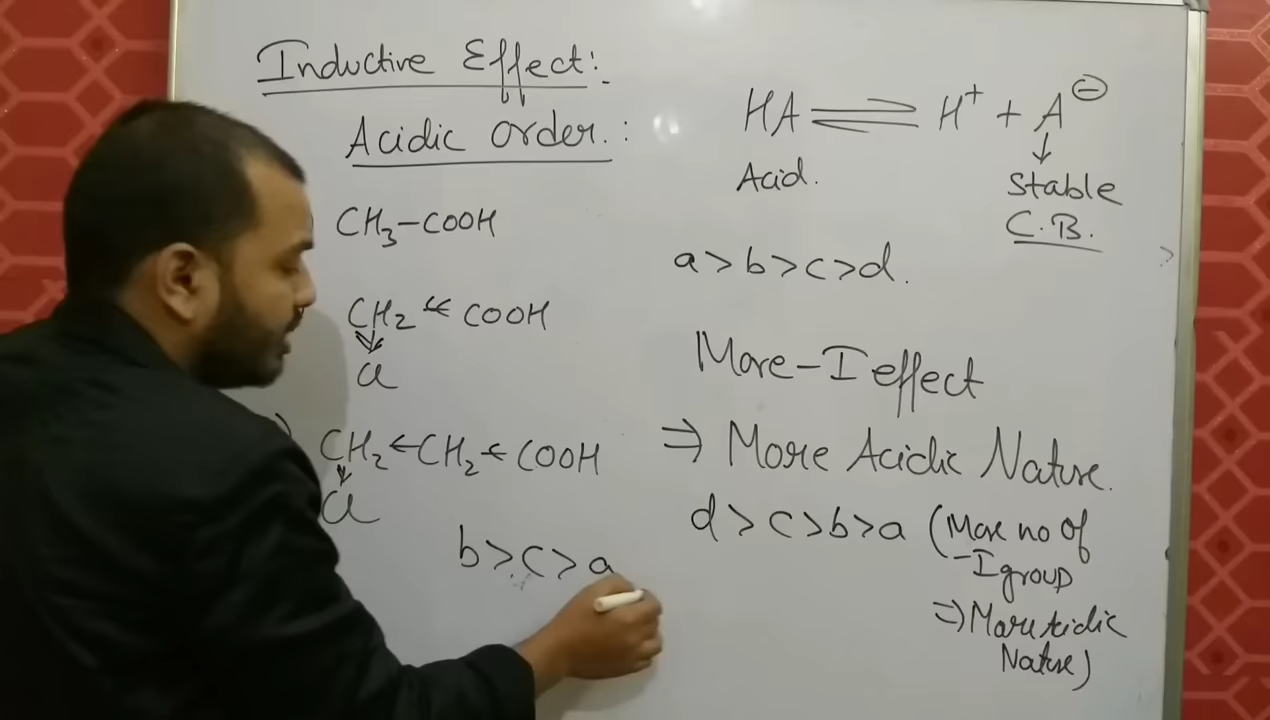 Inductive Effect:
Acidic order.:
CH₃-COOH
CH₂ COOH
Cl
CH₂←CH₂←COOH
Cl
b>c>a
HA ⇌ H⁺ + A⊖
↓
Acid.
Stable
C.B.
a>b>c>d.
More-I effect
⇒ More Acidic Nature.
d>c>b>a (More no of
-I group
⇒) More Acidic
Nature)